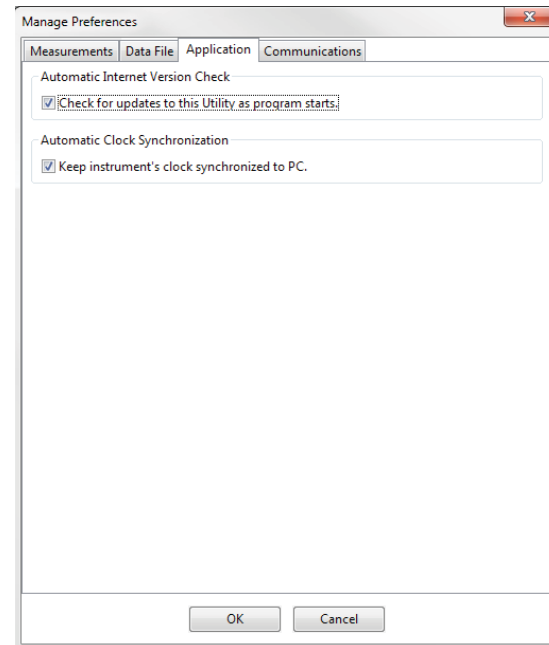 Manage Preferences
Measurements Data File Application Communications
Automatic Internet Version Check
Check for updates to this Utility as program starts.
Automatic Clock Synchronization
Keep instrument's clock synchronized to PC.
OK Cancel